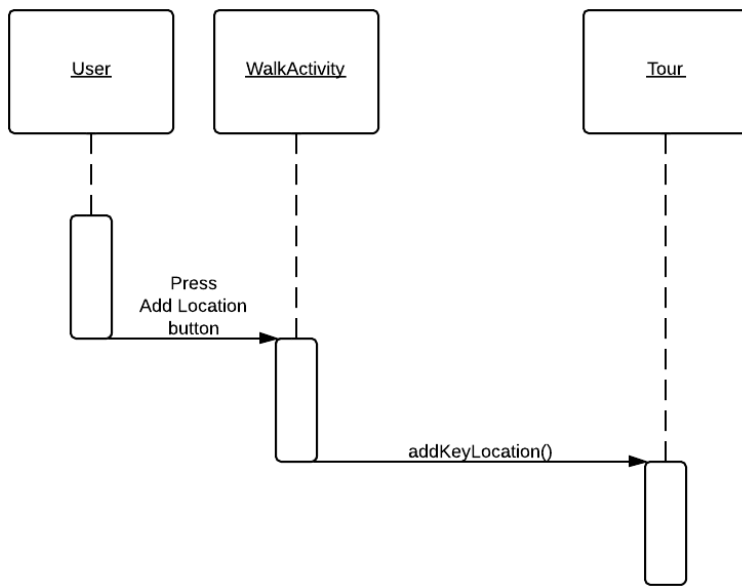 User
WalkActivity
Tour
Press
Add Location
button
addKeyLocation()